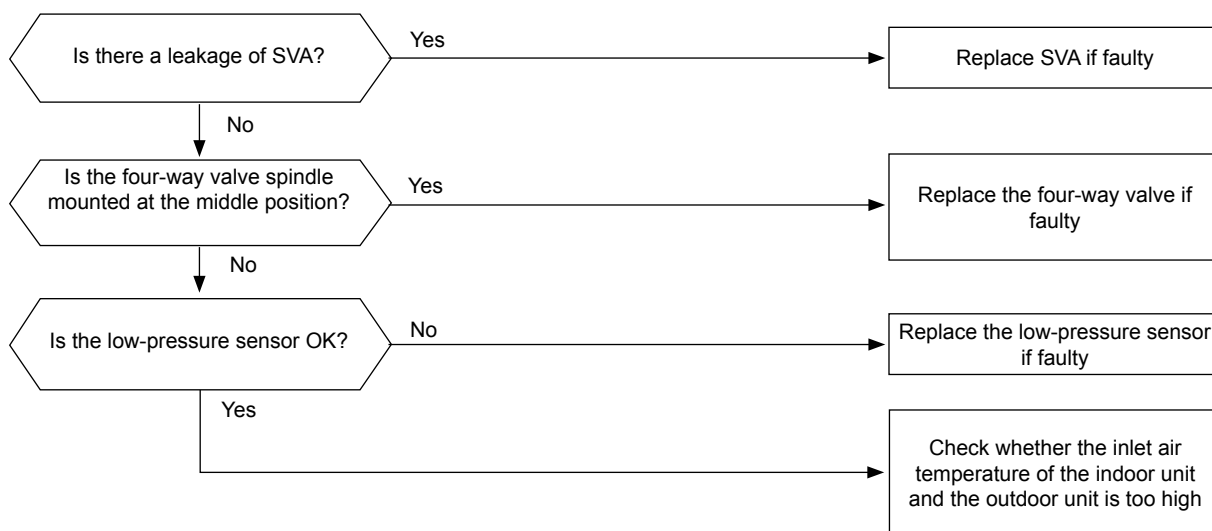 Is there a leakage of SVA?
Yes
Replace SVA if faulty
No
Is the four-way valve spindle
mounted at the middle position?
Yes
Replace the four-way valve if
faulty
No
Is the low-pressure sensor OK?
No
Replace the low-pressure sensor
if faulty
Yes
Check whether the inlet air
temperature of the indoor unit
and the outdoor unit is too high